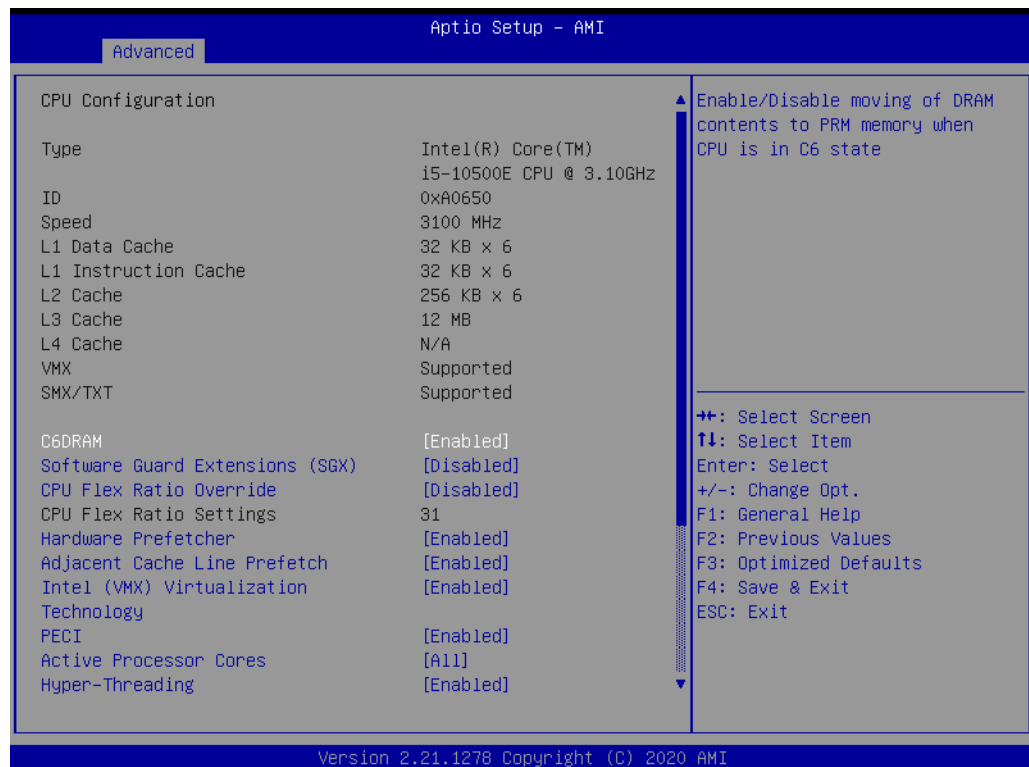 Aptio Setup – AMI
Advanced
CPU Configuration
Type Intel(R) Core(TM)
i5-10500E CPU @ 3.10GHz
ID 0xA0650
Speed 3100 MHz
L1 Data Cache 32 KB x 6
L1 Instruction Cache 32 KB x 6
L2 Cache 256 KB x 6
L3 Cache 12 MB
L4 Cache N/A
VMX Supported
SMX/TXT Supported
C6DRAM [Enabled]
Software Guard Extensions (SGX) [Disabled]
CPU Flex Ratio Override [Disabled]
CPU Flex Ratio Settings 31
Hardware Prefetcher [Enabled]
Adjacent Cache Line Prefetch [Enabled]
Intel (VMX) Virtualization [Enabled]
Technology
PECI [Enabled]
Active Processor Cores [All]
Hyper-Threading [Enabled]
Enable/Disable moving of DRAM
contents to PRM memory when
CPU is in C6 state
→←: Select Screen
↑↓: Select Item
Enter: Select
+/-: Change Opt.
F1: General Help
F2: Previous Values
F3: Optimized Defaults
F4: Save & Exit
ESC: Exit
Version 2.21.1278 Copyright (C) 2020 AMI